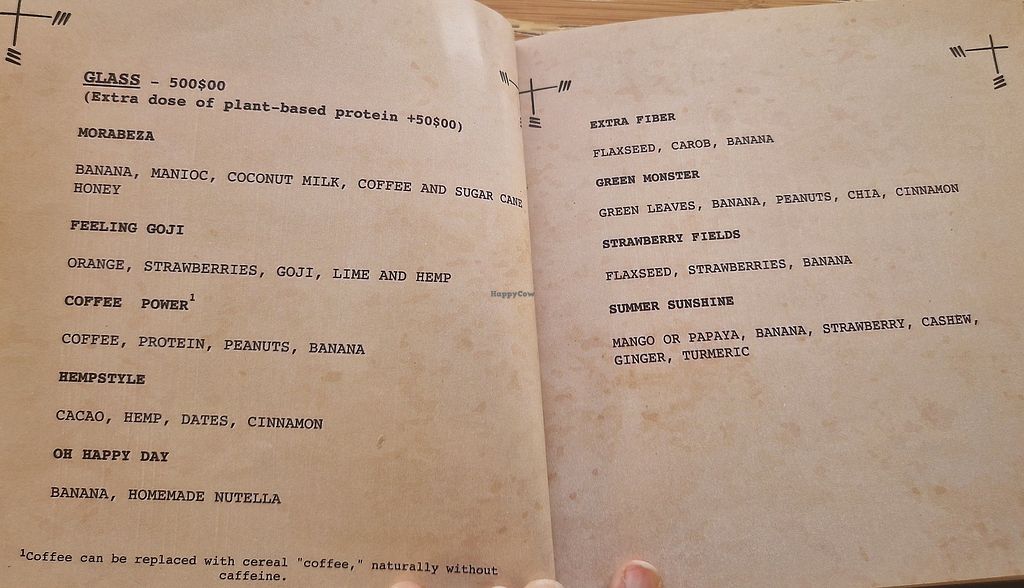 GLASS – 500$00
(Extra dose of plant-based protein +50$00)
MORABEZA
BANANA, MANIOC, COCONUT MILK, COFFEE AND SUGAR CANE
HONEY
FEELING GOJI
ORANGE, STRAWBERRIES, GOJI, LIME AND HEMP
COFFEE POWER¹
COFFEE, PROTEIN, PEANUTS, BANANA
HEMPSTYLE
CACAO, HEMP, DATES, CINNAMON
OH HAPPY DAY
BANANA, HOMEMADE NUTELLA
¹Coffee can be replaced with cereal "coffee," naturally without
caffeine.
EXTRA FIBER
FLAXSEED, CAROB, BANANA
GREEN MONSTER
GREEN LEAVES, BANANA, PEANUTS, CHIA, CINNAMON
STRAWBERRY FIELDS
FLAXSEED, STRAWBERRIES, BANANA
SUMMER SUNSHINE
MANGO OR PAPAYA, BANANA, STRAWBERRY, CASHEW,
GINGER, TURMERIC
HappyCow